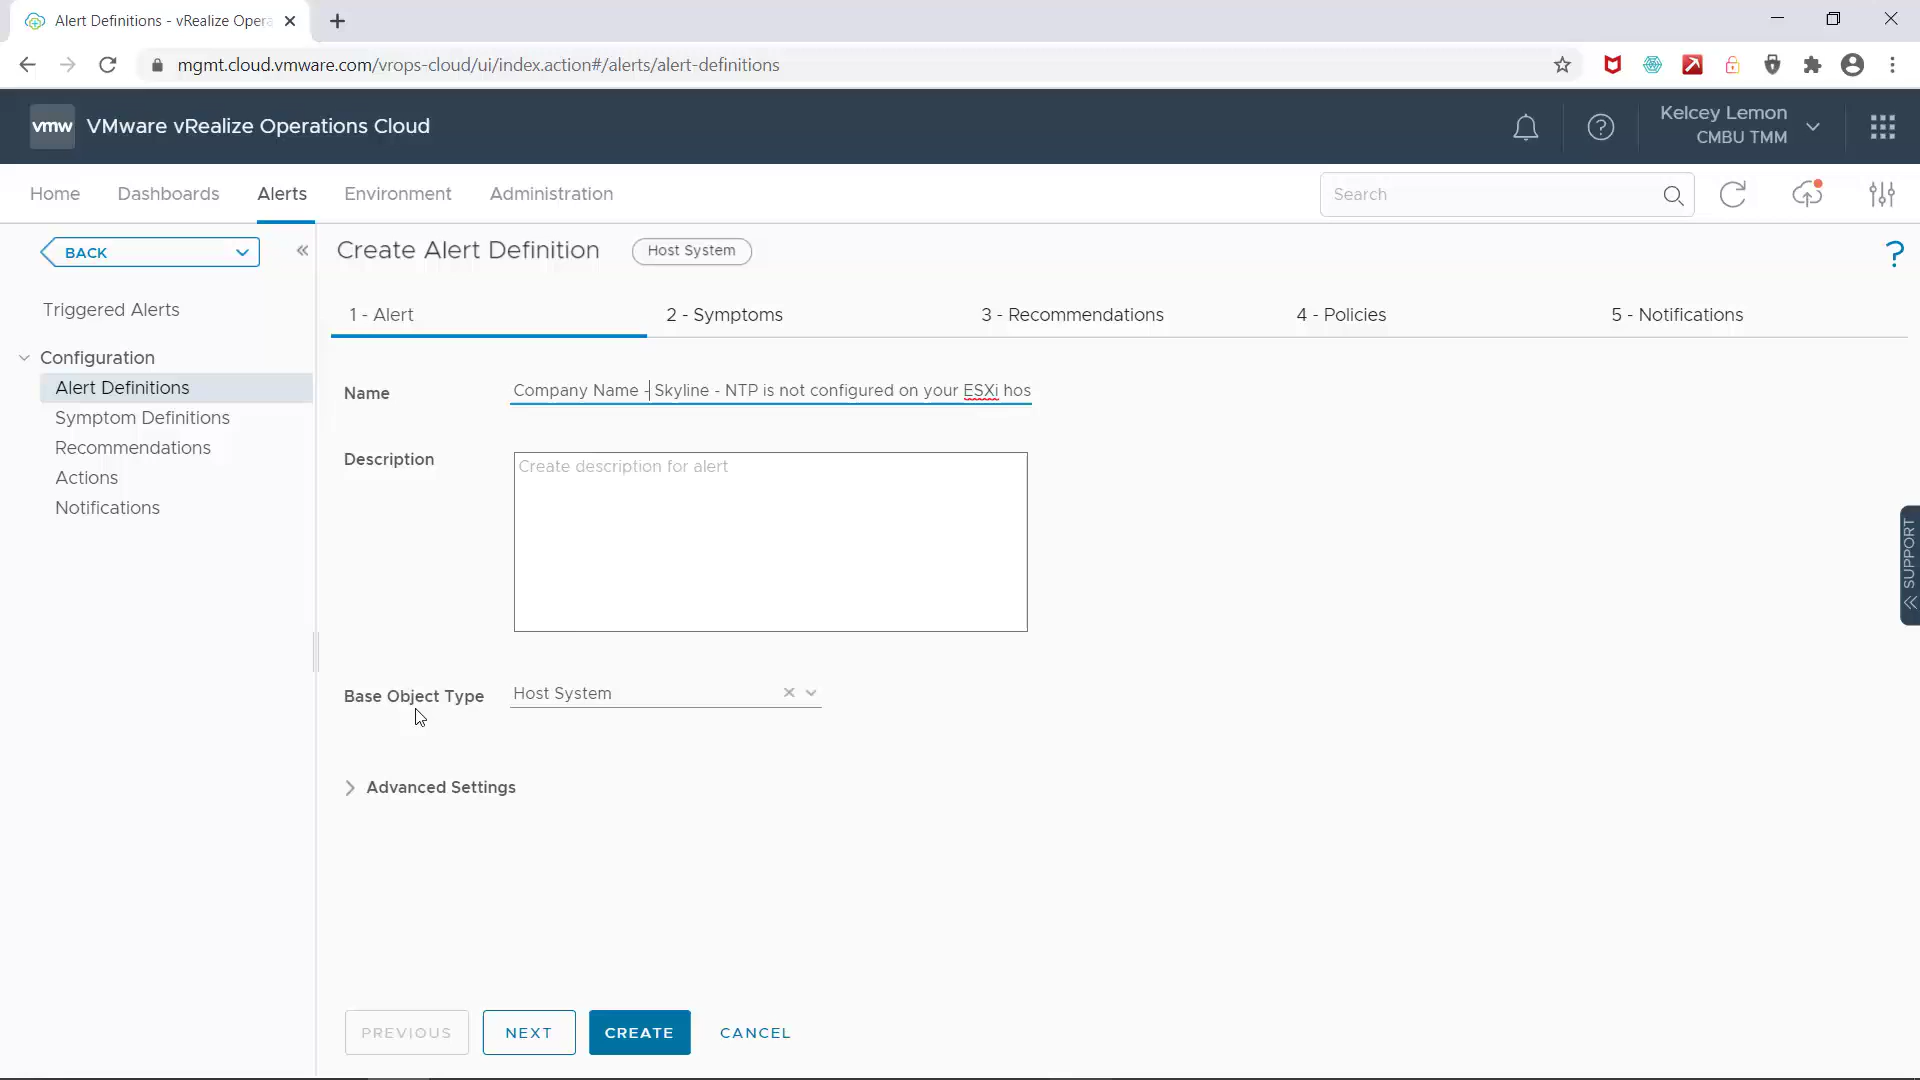 Alert Definitions - vRealize Opera
mgmt.cloud.vmware.com/vrops-cloud/ui/index.action#/alerts/alert-definitions
vmw VMware vRealize Operations Cloud
Kelcey Lemon
CMBU TMM
Home Dashboards Alerts Environment Administration
Search
BACK
Create Alert Definition Host System
?
Triggered Alerts
Configuration
Alert Definitions
Symptom Definitions
Recommendations
Actions
Notifications
1 - Alert 2 - Symptoms 3 - Recommendations 4 - Policies 5 - Notifications
Name Company Name - Skyline - NTP is not configured on your ESXi hos
Description Create description for alert
Base Object Type Host System
Advanced Settings
SUPPORT
PREVIOUS NEXT CREATE CANCEL